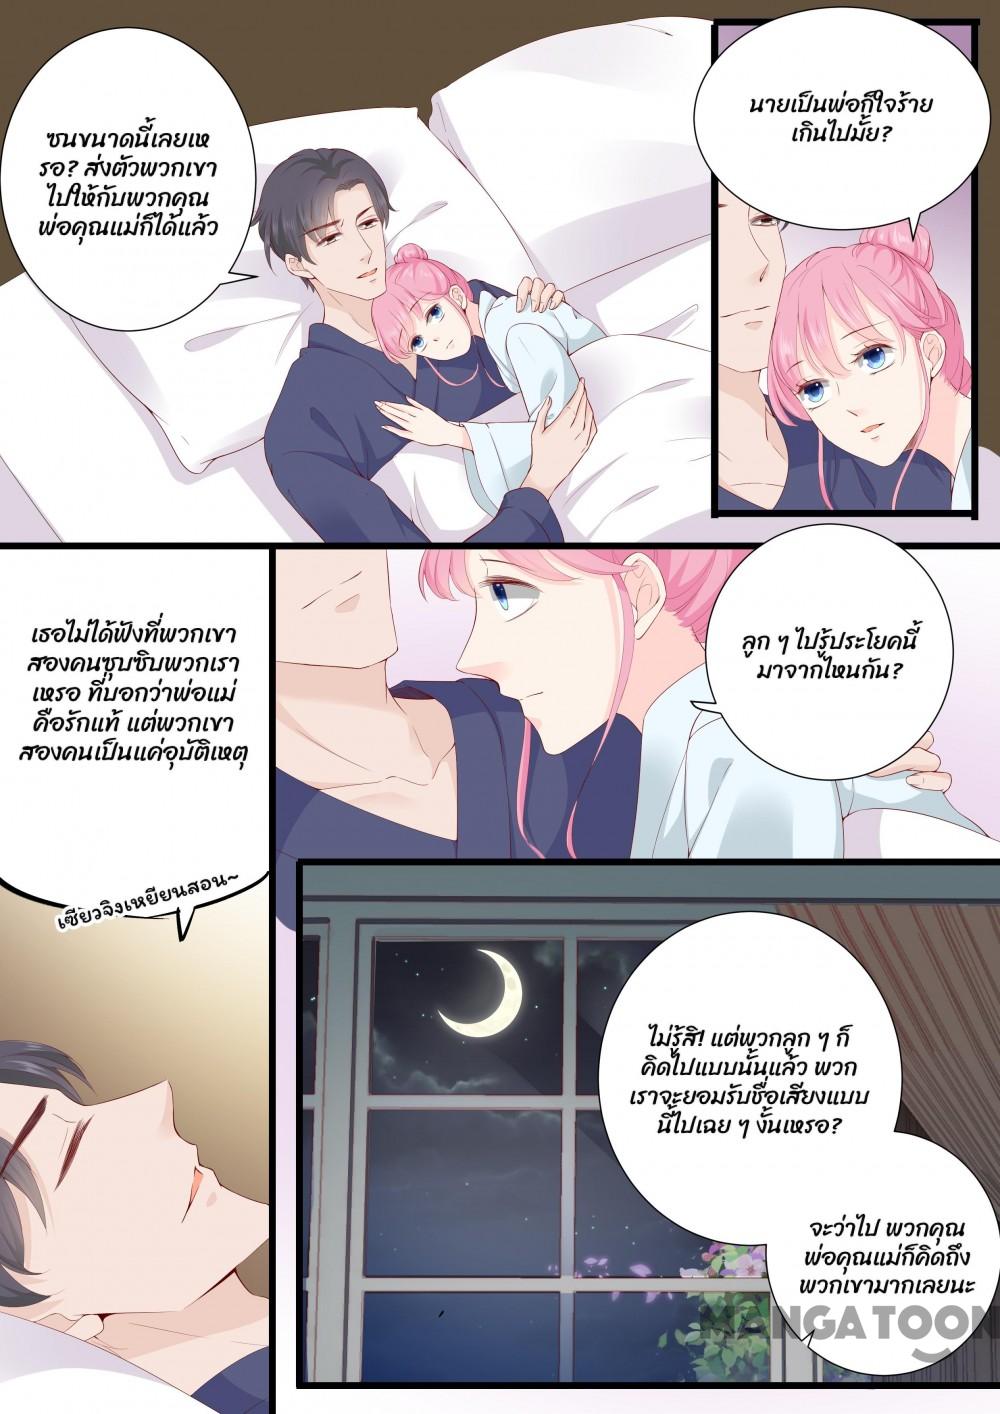 ซนขนาดนี้เลยเห
รอ? ส่งตัวพวกเขา
ไปให้กับพวกคุณ
พ่อคุณแม่ก็ได้แล้ว
นายเป็นพ่อก็ใจร้าย
เกินไปมั้ย?
ลูก ๆ ไปรู้ประโยคนี้
มาจากไหนกัน?
เธอไม่ได้ฟังที่พวกเขา
สองคนซุบซิบพวกเรา
เหรอ ที่บอกว่าพ่อแม่
คือรักแท้ แต่พวกเขา
สองคนเป็นแค่อุบัติเหตุ
เซียวจิงเหยียนสอน~
ไม่รู้สิ! แต่พวกลูก ๆ ก็
คิดไปแบบนั้นแล้ว พวก
เราจะยอมรับชื่อเสียงแบบ
นี้ไปเฉย ๆ งั้นเหรอ?
จะว่าไป พวกคุณ
พ่อคุณแม่ก็คิดถึง
พวกเขามากเลยนะ
MANGATOON